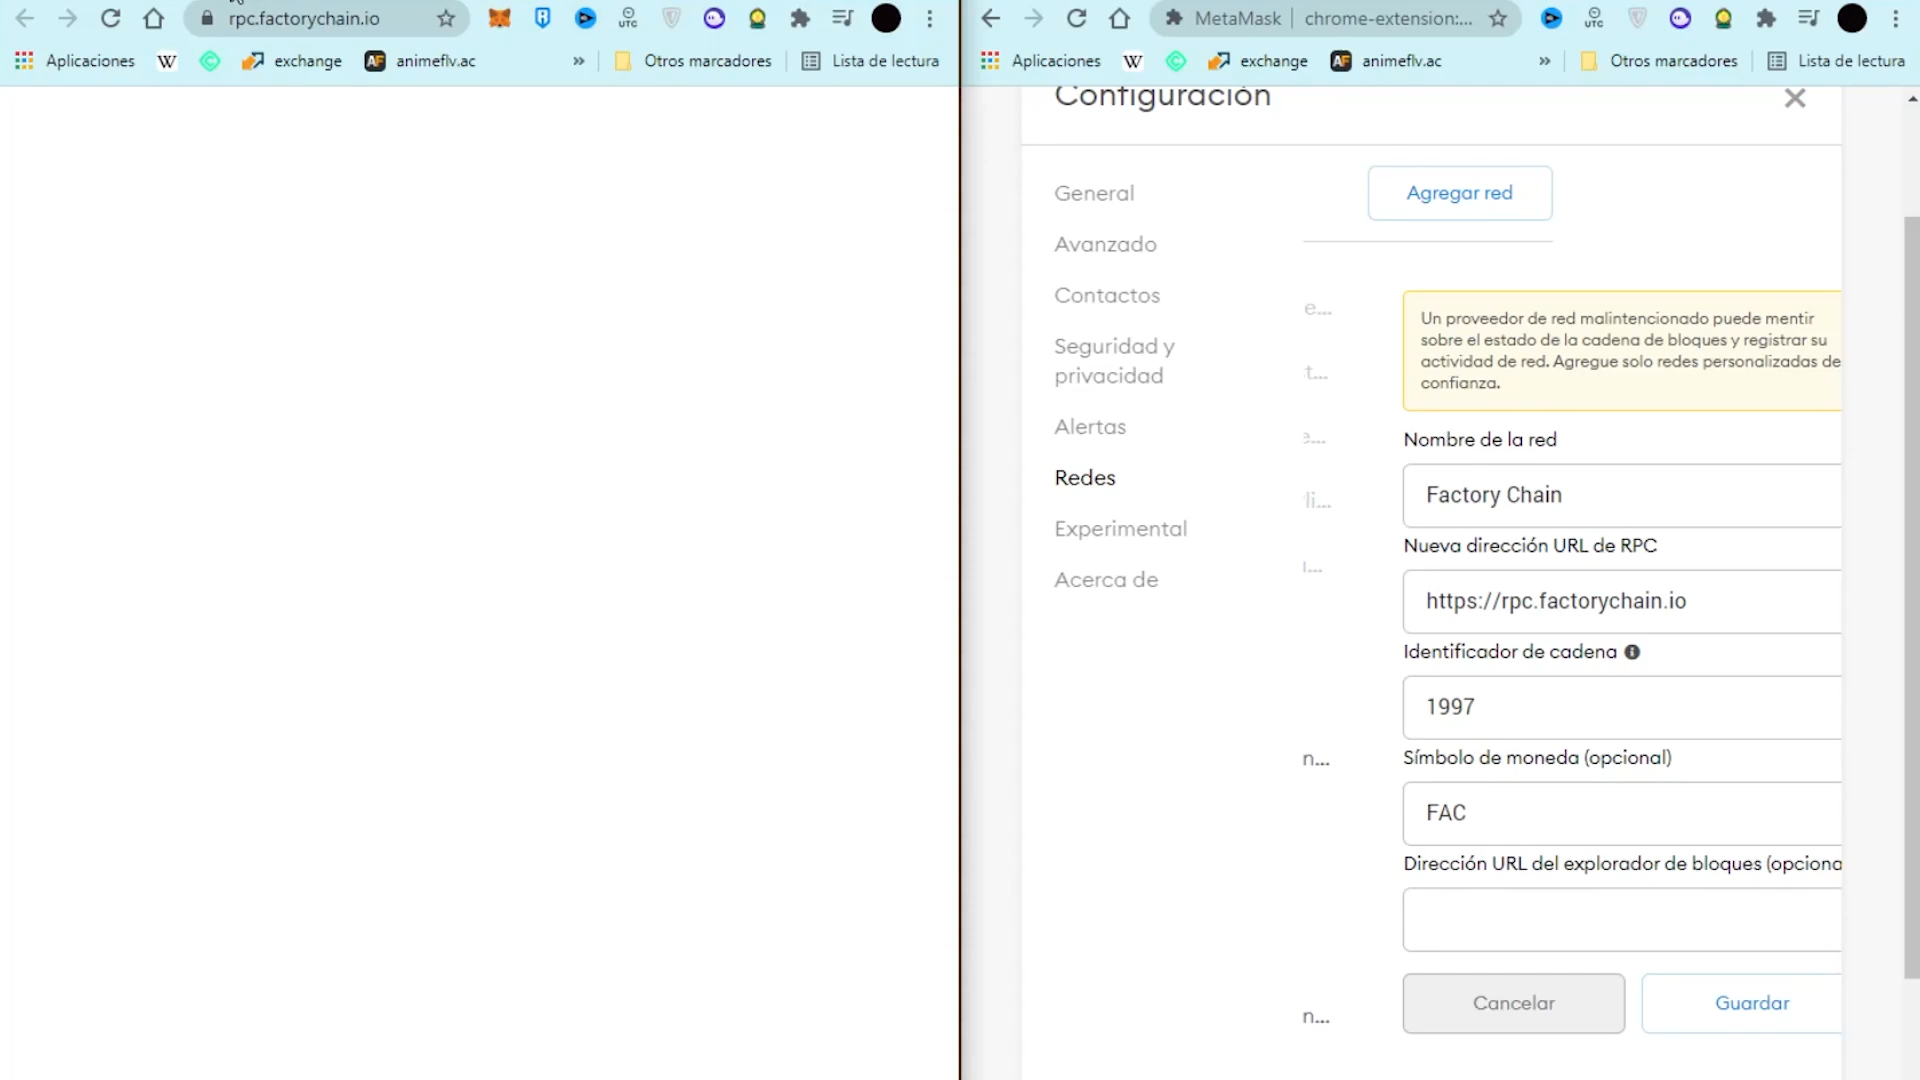 rpc.factorychain.io
UTC
Aplicaciones
W
exchange
AF
animeflv.ac
»
Otros marcadores
Lista de lectura
MetaMask
chrome-extension:...
UTC
Aplicaciones
W
exchange
AF
animeflv.ac
»
Otros marcadores
Lista de lectura
Configuración
General
Avanzado
Contactos
Seguridad y
privacidad
Alertas
Redes
Experimental
Acerca de
Agregar red
e...
t...
e...
li...
n...
n...
Un proveedor de red malintencionado puede mentir
sobre el estado de la cadena de bloques y registrar su
actividad de red. Agregue solo redes personalizadas de
confianza.
Nombre de la red
Factory Chain
Nueva dirección URL de RPC
https://rpc.factorychain.io
Identificador de cadena
1997
Símbolo de moneda (opcional)
FAC
Dirección URL del explorador de bloques (opciona
Cancelar
Guardar